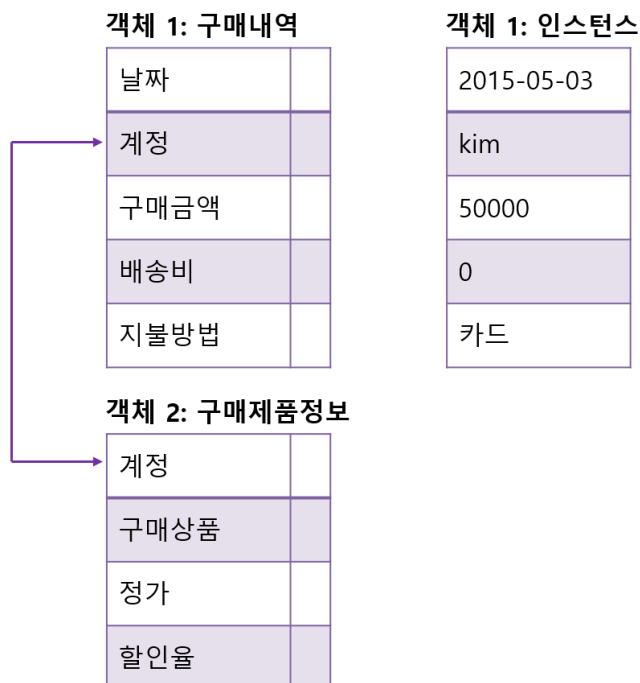 객체 1: 구매내역
날짜
계정
구매금액
배송비
지불방법
객체 1: 인스턴스
2015-05-03
kim
50000
0
카드
객체 2: 구매제품정보
계정
구매상품
정가
할인율